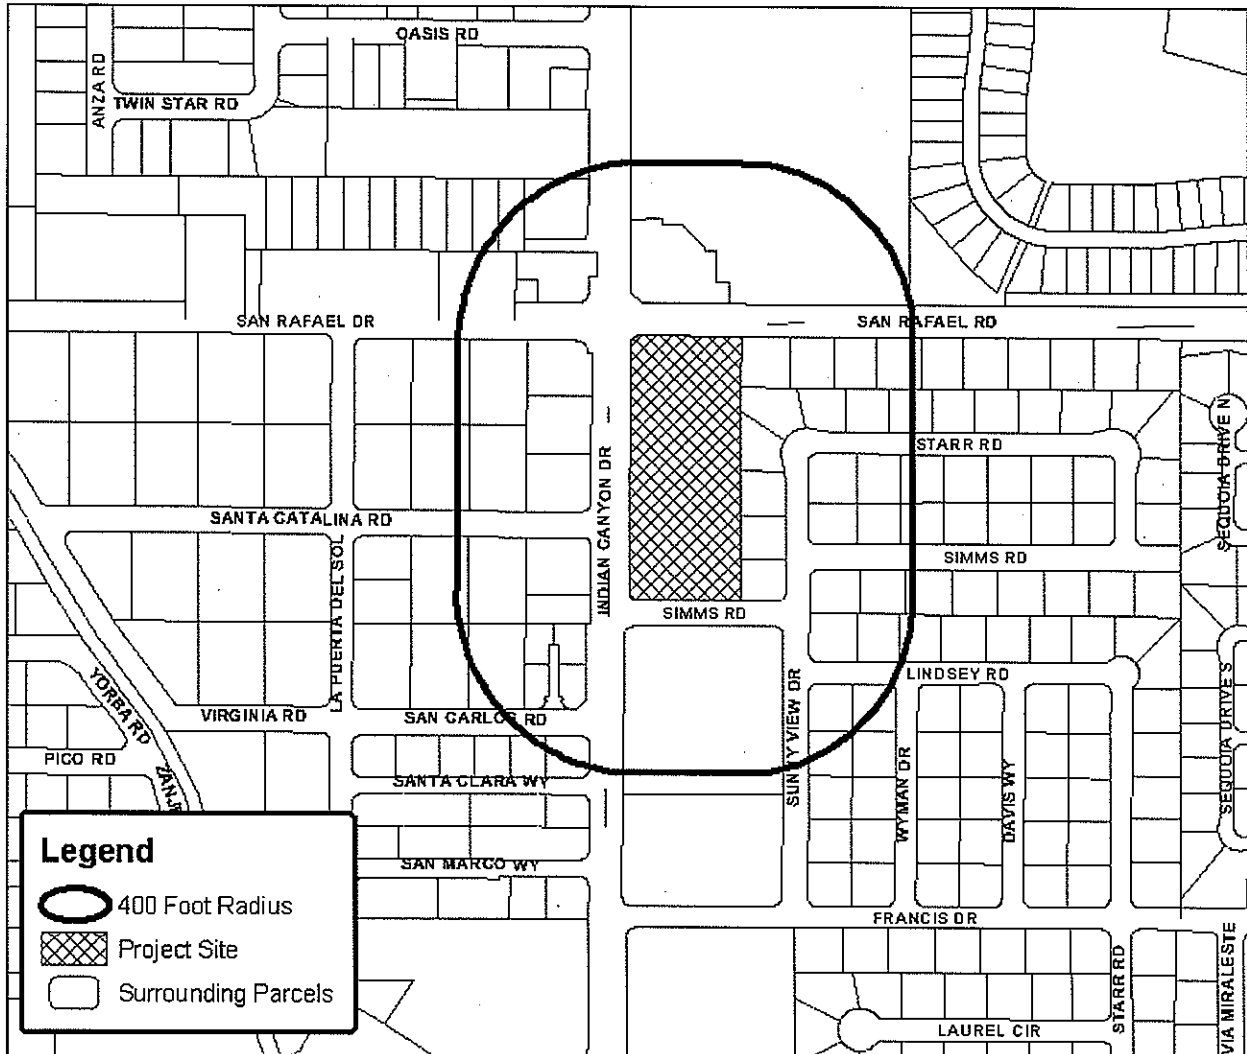 OASIS RD
ANZA RD
TWIN STAR RD
SAN RAFAEL DR
SAN RAFAEL RD
STARR RD
SEQUOIA DRIVE N
INDIAN CANYON DR
SANTA CATALINA RD
LA PUERTA DEL SOL
SIMMS RD
SIMMS RD
LINDSEY RD
YORBA RD
VIRGINIA RD
SAN CARLOS RD
SUNNY VIEW DR
SEQUOIA DRIVE S
PICO RD
SANTA CLARA WY
WYMAN DR
DAVIS WY
SAN MARCO WY
FRANCIS DR
STARR RD
VIA MIRALESTE
LAUREL CIR
Legend
400 Foot Radius
Project Site
Surrounding Parcels